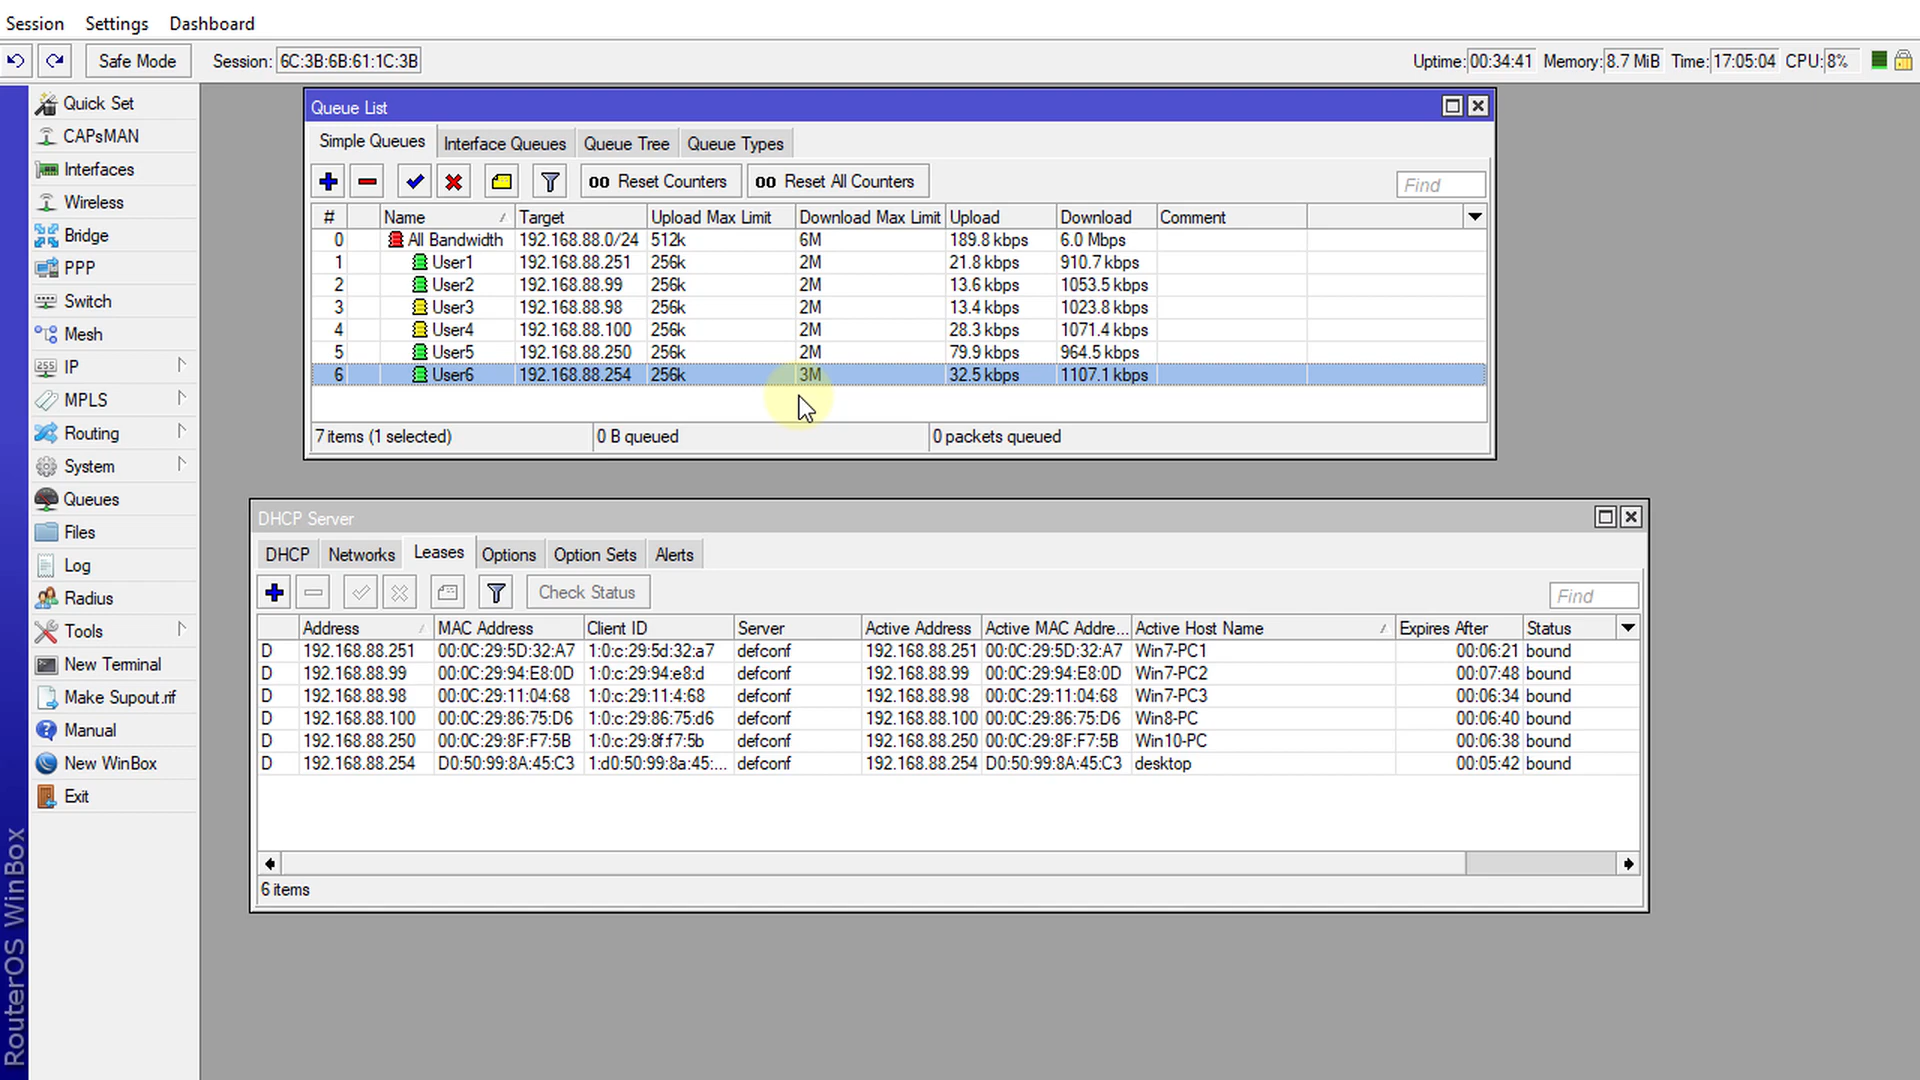 Session Settings Dashboard
Safe Mode Session: 6C:3B:6B:61:1C:3B Uptime: 00:34:41 Memory: 8.7 MiB Time: 17:05:04 CPU: 8%
Quick Set
CAPsMAN
Interfaces
Wireless
Bridge
PPP
Switch
Mesh
IP
MPLS
Routing
System
Queues
Files
Log
Radius
Tools
New Terminal
Make Supout.rif
Manual
New WinBox
Exit
RouterOS WinBox
Queue List
Simple Queues Interface Queues Queue Tree Queue Types
00 Reset Counters 00 Reset All Counters Find
# Name Target Upload Max Limit Download Max Limit Upload Download Comment
0 All Bandwidth 192.168.88.0/24 512k 6M 189.8 kbps 6.0 Mbps
1 User1 192.168.88.251 256k 2M 21.8 kbps 910.7 kbps
2 User2 192.168.88.99 256k 2M 13.6 kbps 1053.5 kbps
3 User3 192.168.88.98 256k 2M 13.4 kbps 1023.8 kbps
4 User4 192.168.88.100 256k 2M 28.3 kbps 1071.4 kbps
5 User5 192.168.88.250 256k 2M 79.9 kbps 964.5 kbps
6 User6 192.168.88.254 256k 3M 32.5 kbps 1107.1 kbps
7 items (1 selected) 0 B queued 0 packets queued
DHCP Server
DHCP Networks Leases Options Option Sets Alerts
Check Status Find
Address MAC Address Client ID Server Active Address Active MAC Addre... Active Host Name Expires After Status
D 192.168.88.251 00:0C:29:5D:32:A7 1:0:c:29:5d:32:a7 defconf 192.168.88.251 00:0C:29:5D:32:A7 Win7-PC1 00:06:21 bound
D 192.168.88.99 00:0C:29:94:E8:0D 1:0:c:29:94:e8:d defconf 192.168.88.99 00:0C:29:94:E8:0D Win7-PC2 00:07:48 bound
D 192.168.88.98 00:0C:29:11:04:68 1:0:c:29:11:4:68 defconf 192.168.88.98 00:0C:29:11:04:68 Win7-PC3 00:06:34 bound
D 192.168.88.100 00:0C:29:86:75:D6 1:0:c:29:86:75:d6 defconf 192.168.88.100 00:0C:29:86:75:D6 Win8-PC 00:06:40 bound
D 192.168.88.250 00:0C:29:8F:F7:5B 1:0:c:29:8f:f7:5b defconf 192.168.88.250 00:0C:29:8F:F7:5B Win10-PC 00:06:38 bound
D 192.168.88.254 D0:50:99:8A:45:C3 1:d0:50:99:8a:45:... defconf 192.168.88.254 D0:50:99:8A:45:C3 desktop 00:05:42 bound
6 items